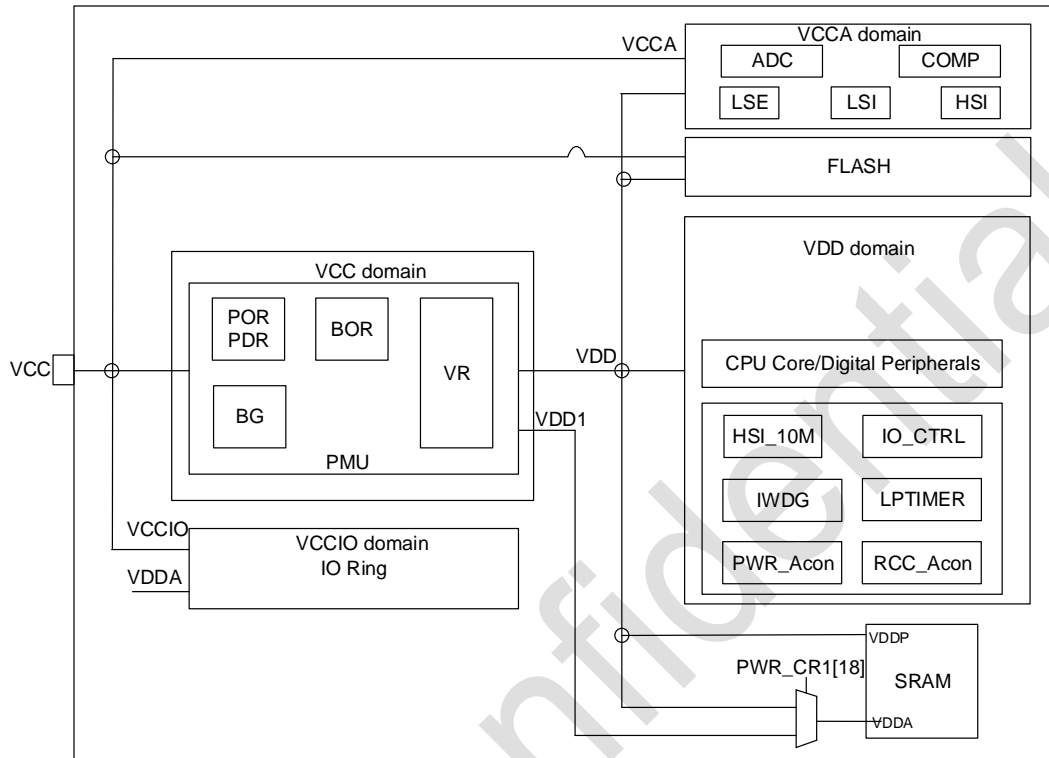 VCCA
VCCA domain
ADC
COMP
LSE
LSI
HSI
FLASH
VCC domain
POR
PDR
BOR
VR
BG
PMU
VCC
VDD
VDD1
VDD domain
CPU Core/Digital Peripherals
HSI_10M
IO_CTRL
IWDG
LPTIMER
PWR_Acon
RCC_Acon
VCCIO
VDDA
VCCIO domain
IO Ring
PWR_CR1[18]
VDDP
SRAM
VDDA
nfidential